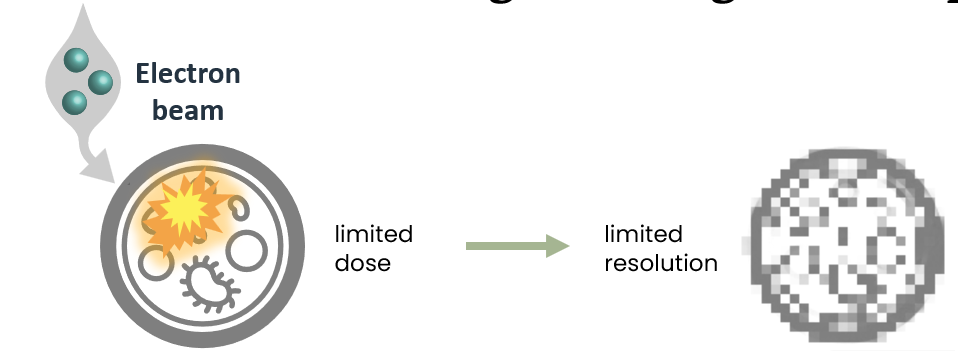 Electron
beam
limited
dose
limited
resolution